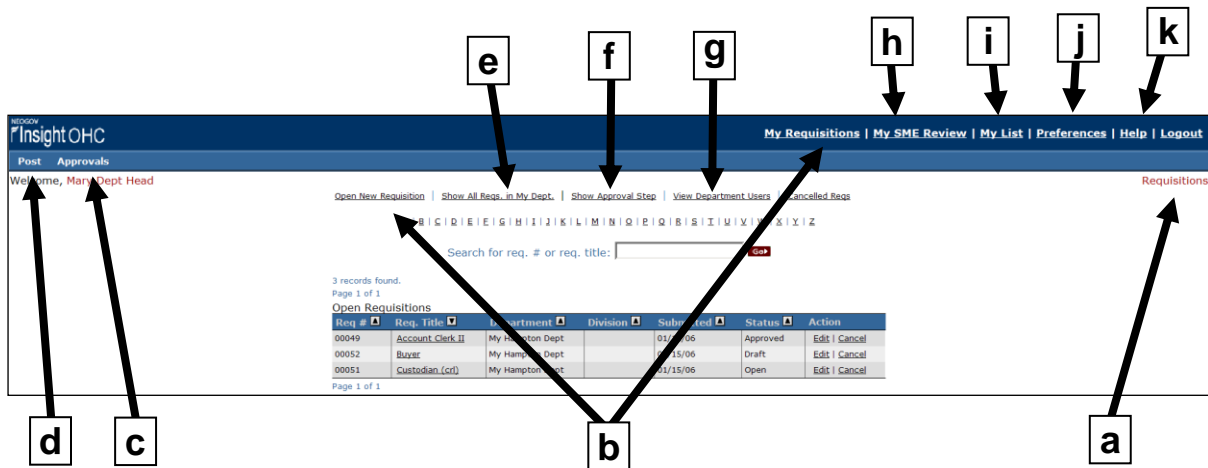 h i j k
e f g
NEOGOV
Insight OHC
My Requisitions | My SME Review | My List | Preferences | Help | Logout
Post Approvals
Welcome, Mary Dept Head
Requisitions
Open New Requisition | Show All Reqs. in My Dept. | Show Approval Step | View Department Users | Cancelled Reqs
B | C | D | E | F | G | H | I | J | K | L | M | N | O | P | Q | R | S | T | U | V | W | X | Y | Z
Search for req. # or req. title: Go
3 records found.
Page 1 of 1
Open Requisitions
Req # Req. Title Department Division Submitted Status Action
00049 Account Clerk II My Hampton Dept Approved Edit | Cancel
00052 Buyer My Hampton Dept Draft Edit | Cancel
00051 Custodian (crl) My Hampton Dept 01/15/06 Open Edit | Cancel
Page 1 of 1
d c b a